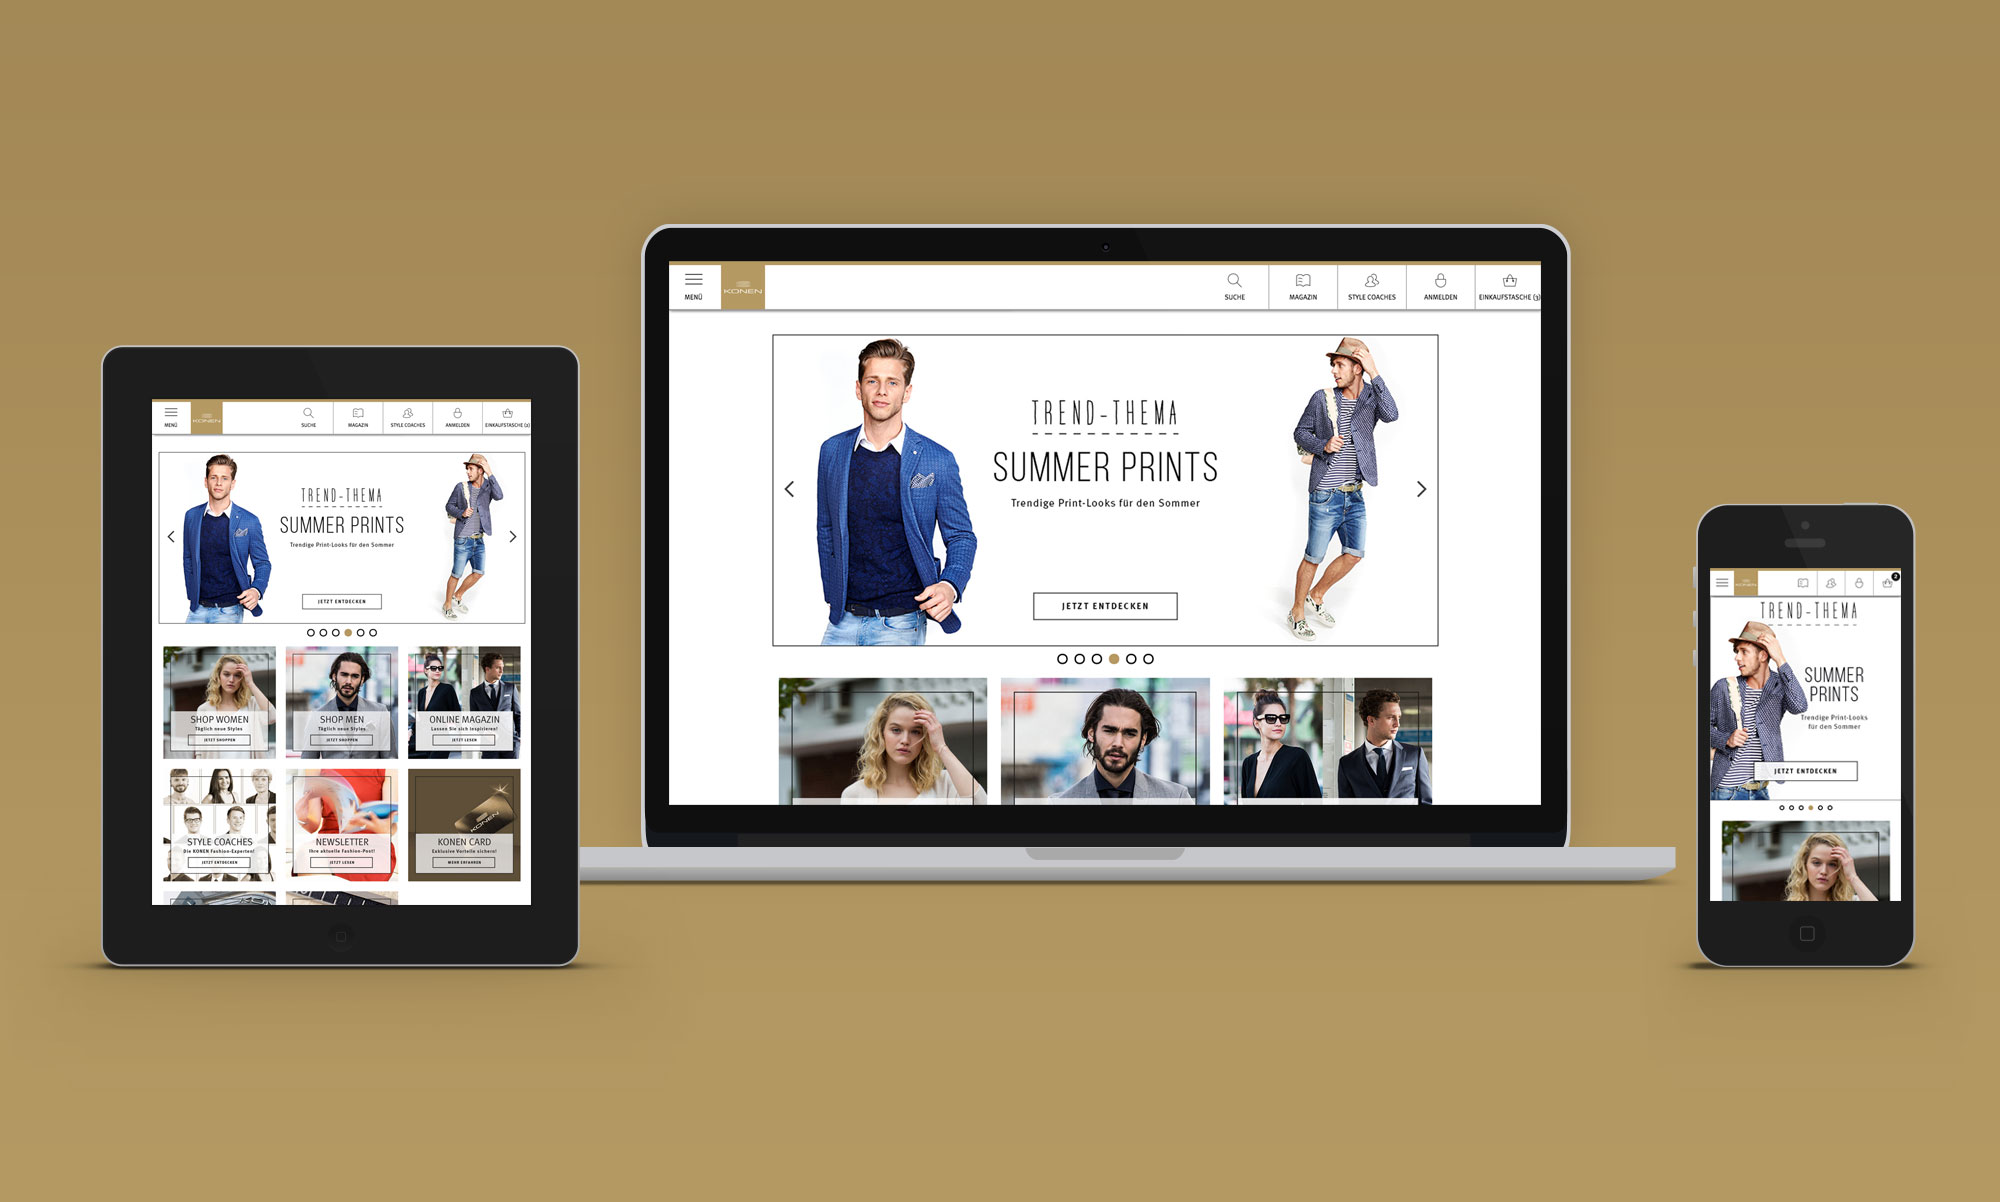 MENÜ
KONEN
SUCHE
MAGAZIN
STYLE COACHES
ANMELDEN
EINKAUFSTASCHE (3)
TREND-THEMA
SUMMER PRINTS
Trendige Print-Looks für den Sommer
JETZT ENTDECKEN
MENÜ
KONEN
SUCHE
MAGAZIN
STYLE COACHES
ANMELDEN
EINKAUFSTASCHE (2)
TREND-THEMA
SUMMER PRINTS
Trendige Print-Looks für den Sommer
JETZT ENTDECKEN
SHOP WOMEN
Täglich neue Styles
JETZT SHOPPEN
SHOP MEN
Täglich neue Styles
JETZT SHOPPEN
ONLINE MAGAZIN
Lassen Sie sich inspirieren!
JETZT LESEN
STYLE COACHES
Die KONEN Fashion-Experten!
JETZT ENTDECKEN
NEWSLETTER
Ihre aktuelle Fashion-Post!
JETZT LESEN
KONEN
KONEN CARD
Exklusive Vorteile sichern!
MEHR ERFAHREN
KONEN
2
TREND-THEMA
SUMMER
PRINTS
Trendige Print-Looks
für den Sommer
JETZT ENTDECKEN